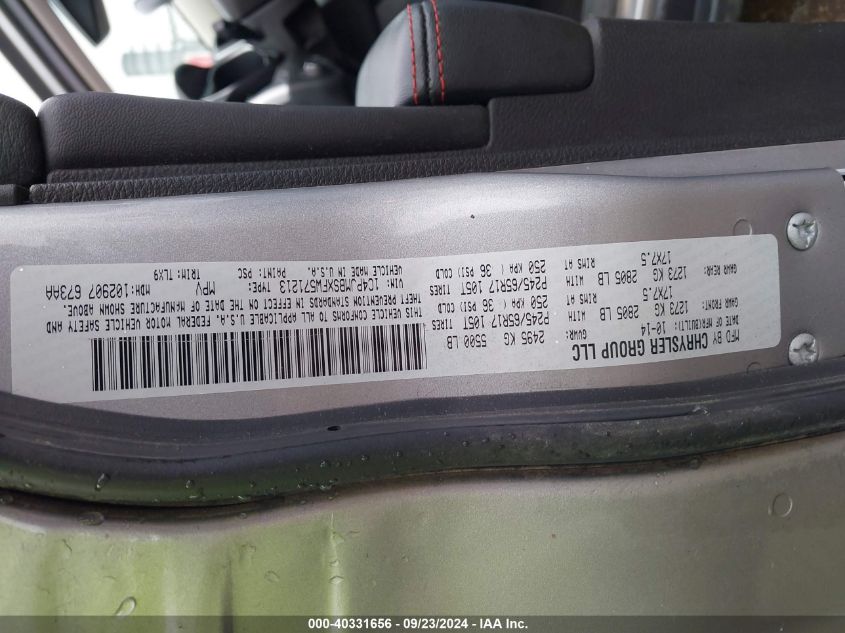 MFD BY CHRYSLER GROUP LLC
DATE OF MFR(BUILT): 10-14 GVWR: 2495 KG 5500 LB
GAWR FRONT: 1273 KG 2805 LB WITH P245/65R17 105T TIRES
17X7.5 RIMS AT 250 KPA ( 36 PSI) COLD
GAWR REAR: 1273 KG 2805 LB WITH P245/65R17 105T TIRES
17X7.5 RIMS AT 250 KPA ( 36 PSI) COLD
THIS VEHICLE CONFORMS TO ALL APPLICABLE U.S.A. FEDERAL MOTOR VEHICLE SAFETY AND
THEFT PREVENTION STANDARDS IN EFFECT ON THE DATE OF MANUFACTURE SHOWN ABOVE.
VIN: 1C4PJMBSXFW571213 TYPE: MPV MDH: 102907 673AA
VEHICLE MADE IN U.S.A. PAINT: PSC TRIM: TLX9
000-40331656 - 09/23/2024 - IAA Inc.